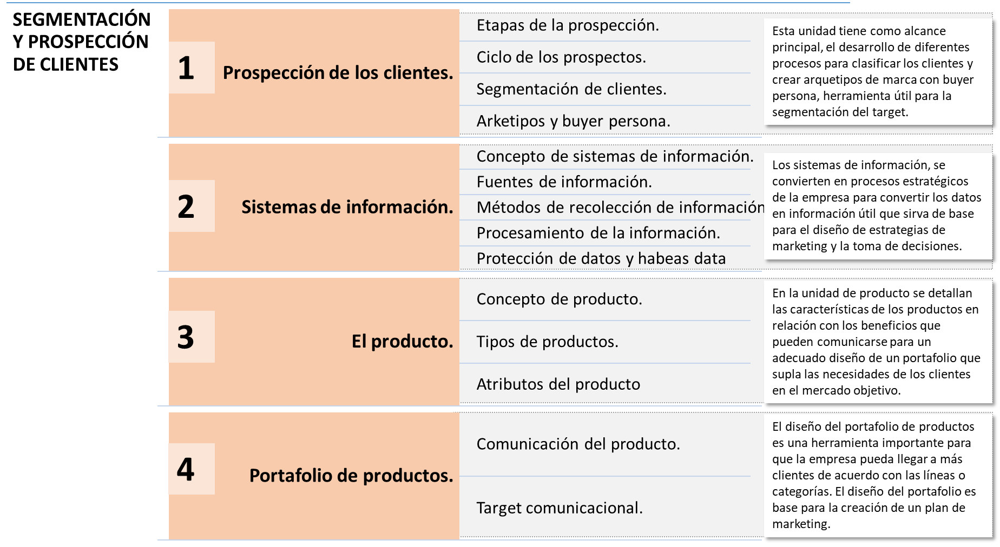 SEGMENTACIÓN
Y PROSPECCIÓN
DE CLIENTES
1
Prospección de los clientes.
Etapas de la prospección.
Ciclo de los prospectos.
Segmentación de clientes.
Arketipos y buyer persona.
Esta unidad tiene como alcance
principal, el desarrollo de diferentes
procesos para clasificar los clientes y
crear arquetipos de marca con buyer
persona, herramienta útil para la
segmentación del target.
2
Sistemas de información.
Concepto de sistemas de información.
Fuentes de información.
Métodos de recolección de información
Procesamiento de la información.
Protección de datos y habeas data
Los sistemas de información, se
convierten en procesos estratégicos
de la empresa para convertir los datos
en información útil que sirva de base
para el diseño de estrategias de
marketing y la toma de decisiones.
3
El producto.
Concepto de producto.
Tipos de productos.
Atributos del producto
En la unidad de producto se detallan
las características de los productos en
relación con los beneficios que
pueden comunicarse para un
adecuado diseño de un portafolio que
supla las necesidades de los clientes
en el mercado objetivo.
4
Portafolio de productos.
Comunicación del producto.
Target comunicacional.
El diseño del portafolio de productos
es una herramienta importante para
que la empresa pueda llegar a más
clientes de acuerdo con las líneas o
categorías. El diseño del portafolio es
base para la creación de un plan de
marketing.